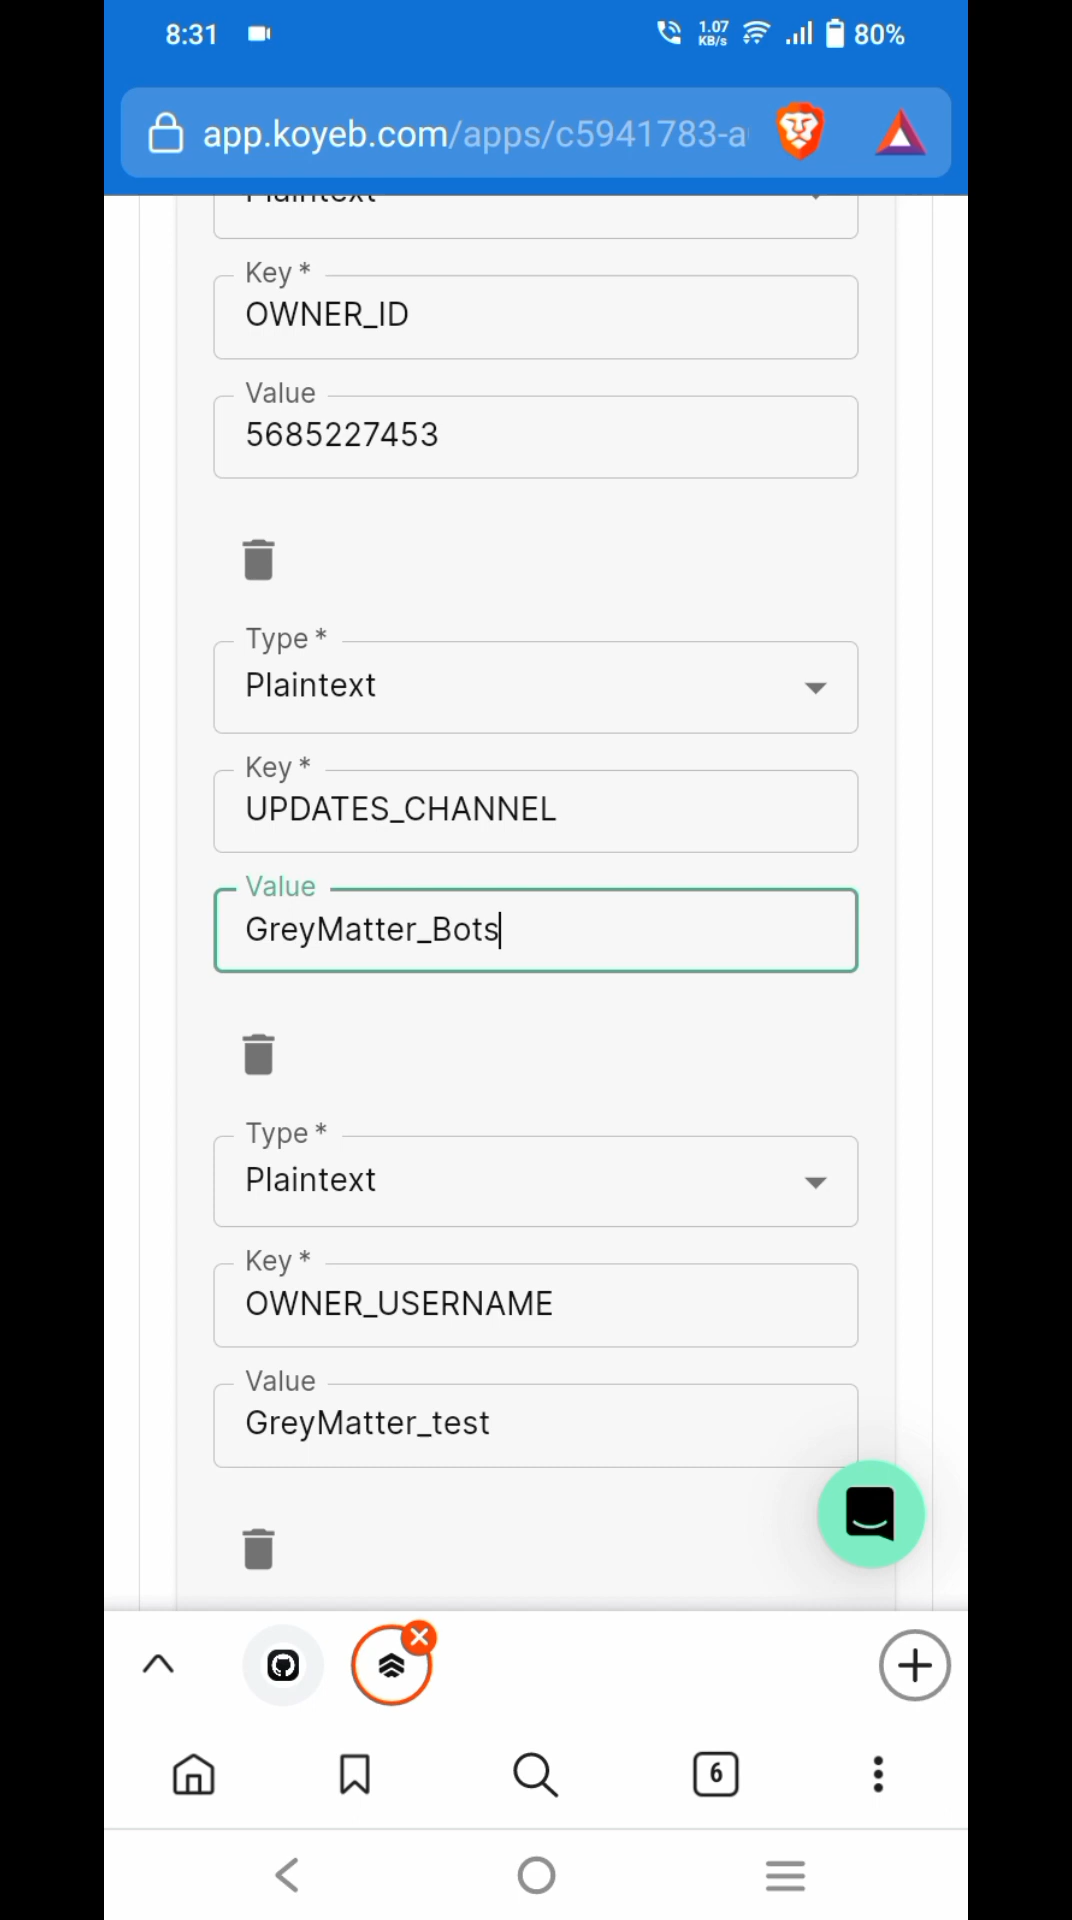 8:31
1.07
KB/s
80%
app.koyeb.com/apps/c5941783-a
Plaintext
Key *
OWNER_ID
Value
5685227453
Type *
Plaintext
Key *
UPDATES_CHANNEL
Value
GreyMatter_Bots
Type *
Plaintext
Key *
OWNER_USERNAME
Value
GreyMatter_test
6